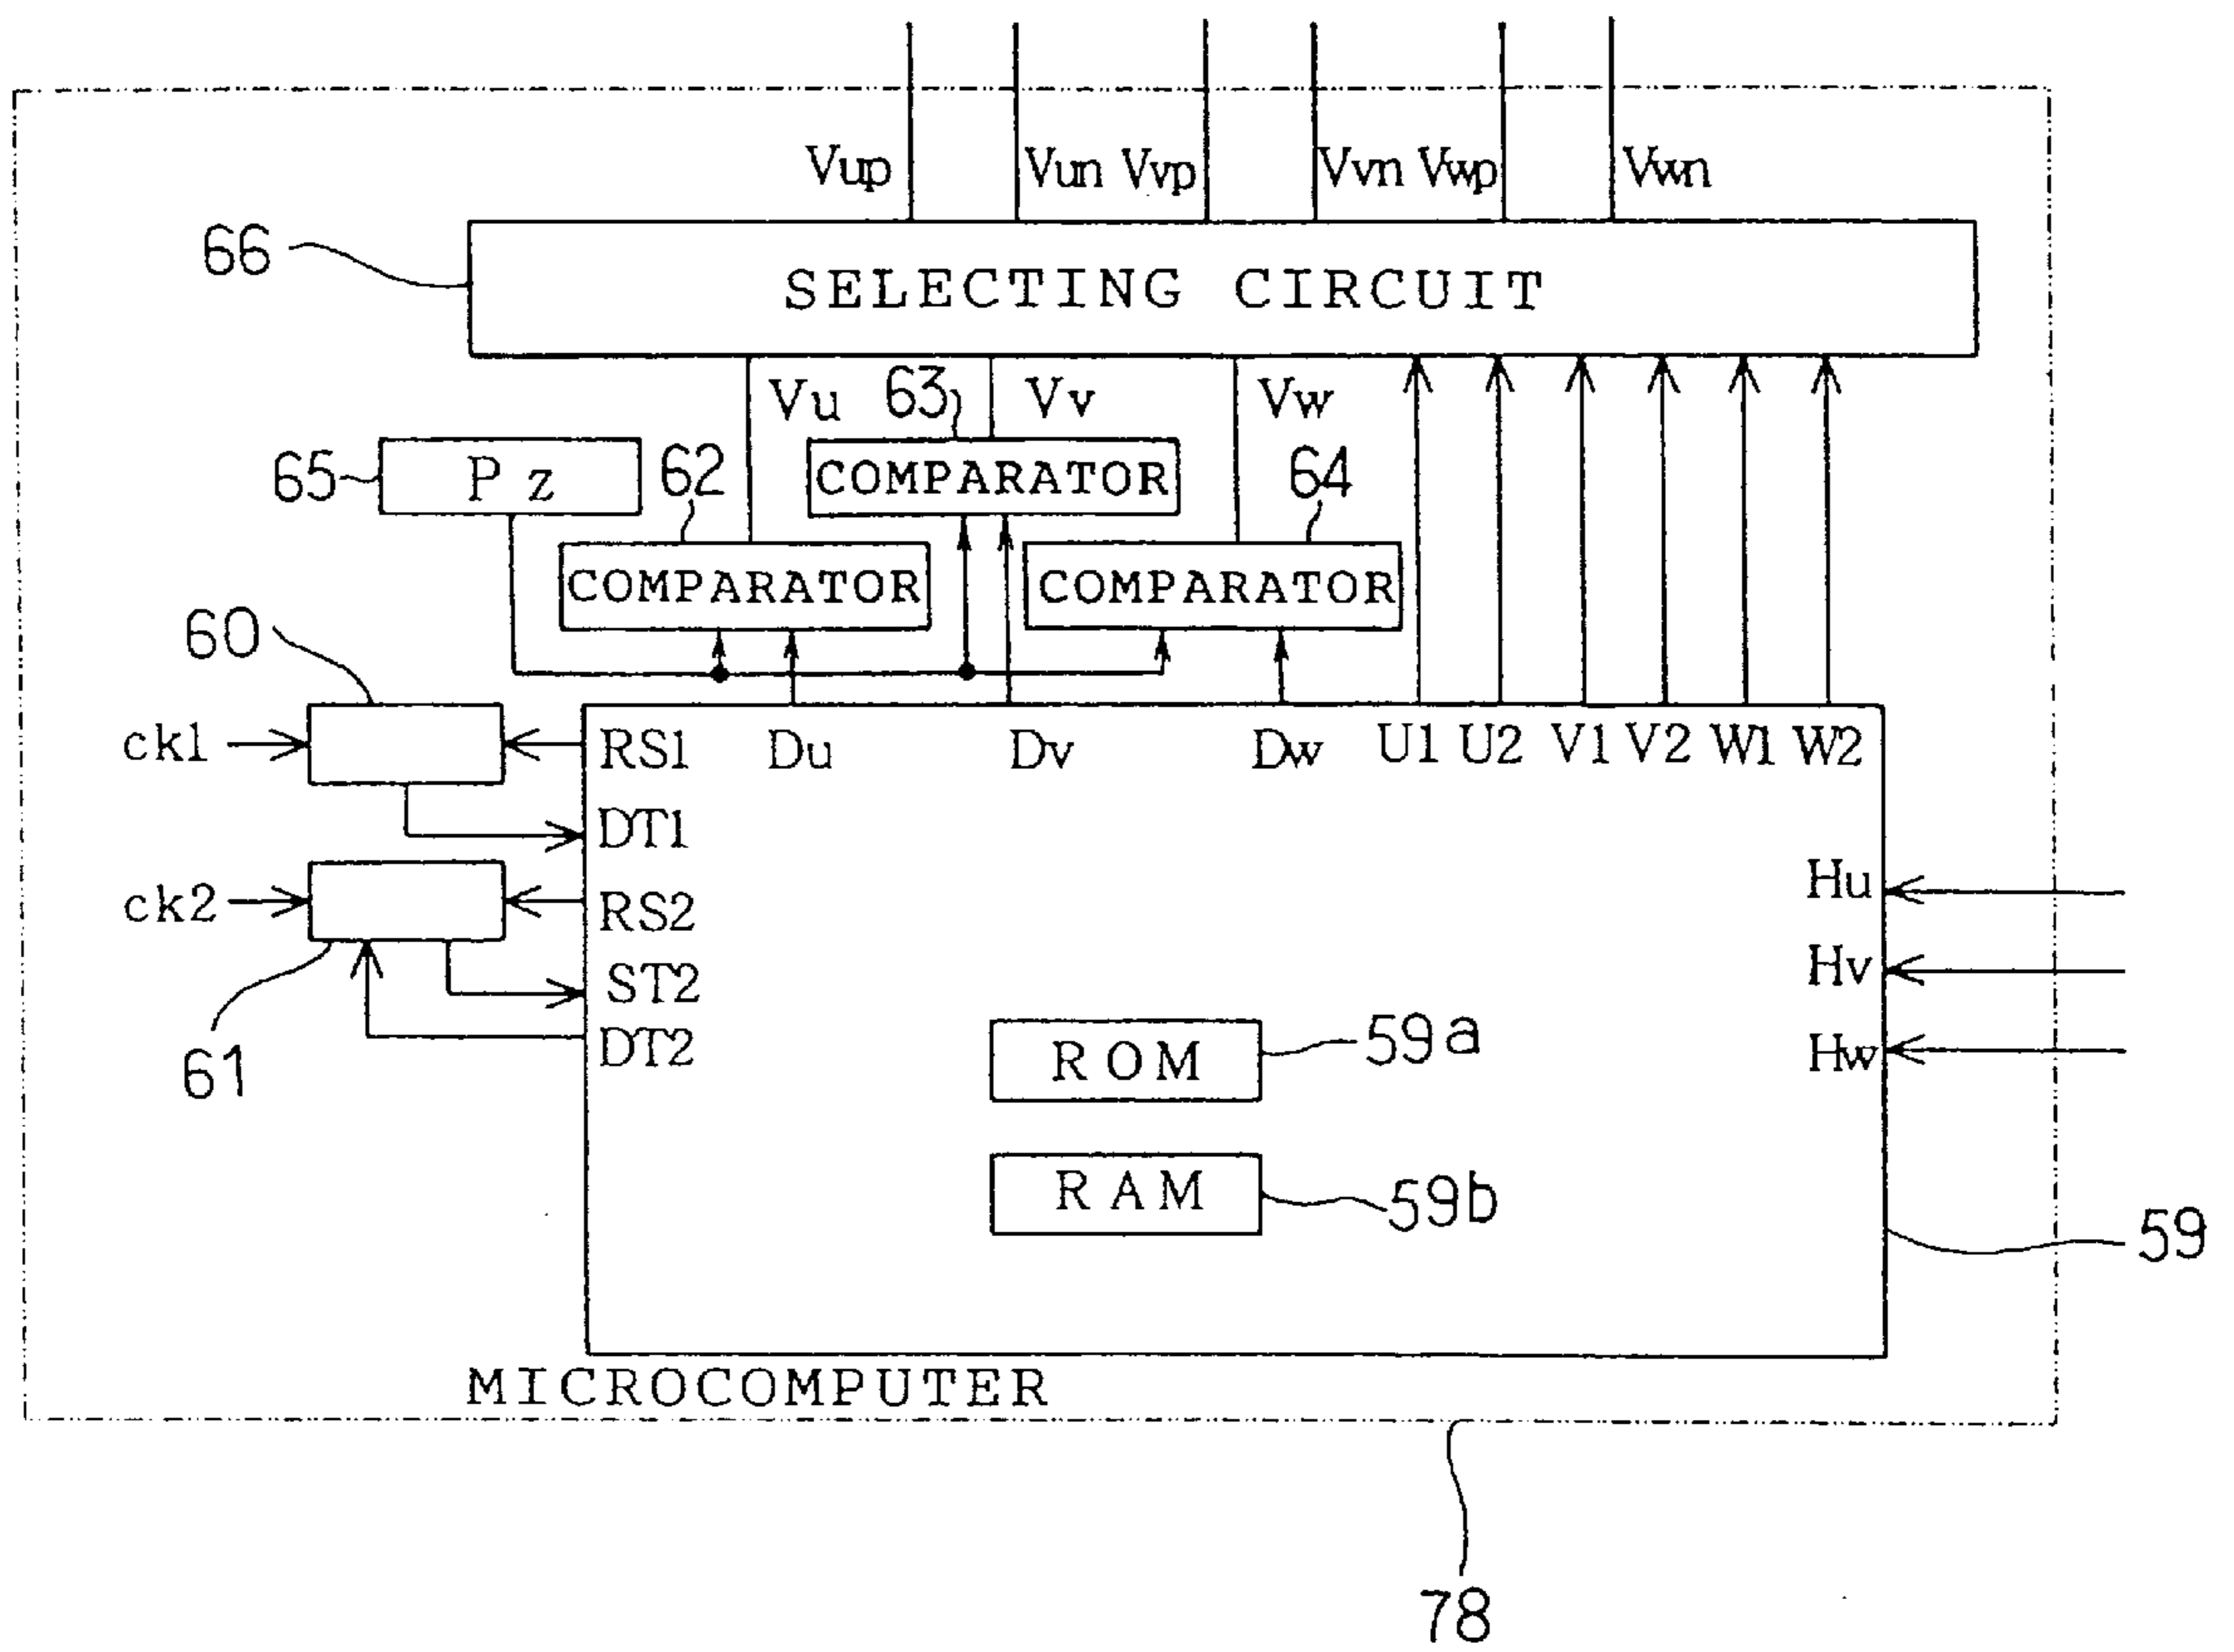 Vup Vun Vvp Vvn Vwp Vwn
66
SELECTING CIRCUIT
Vu 63 Vv Vw
65 Pz 62 COMPARATOR 64
COMPARATOR COMPARATOR
60
ck1 RS1 Du Dv Dw U1 U2 V1 V2 W1 W2
DT1
Hu
ck2 RS2
Hv
ST2
61 DT2 ROM 59a Hw
RAM 59b
59
MICROCOMPUTER
78